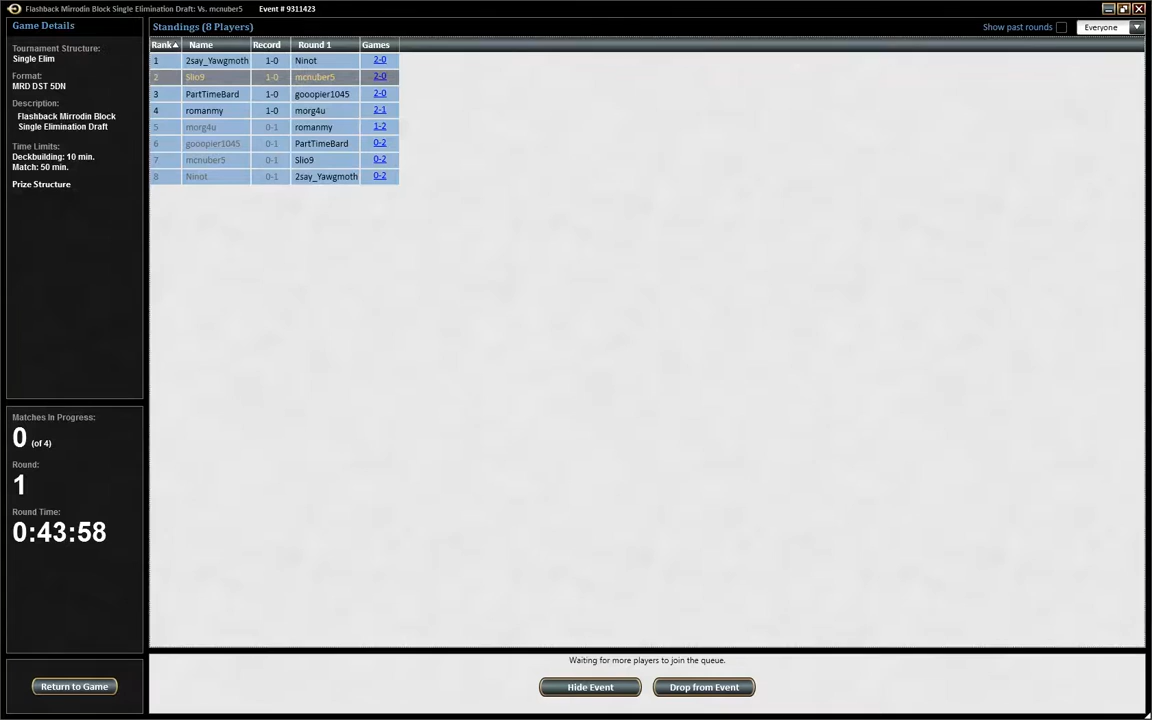 Flashback Mirrodin Block Single Elimination Draft: Vs. mcnuber5 Event # 9311423
Game Details
Tournament Structure:
Single Elim
Format:
MRD DST 5DN
Description:
Flashback Mirrodin Block
Single Elimination Draft
Time Limits:
Deckbuilding: 10 min.
Match: 50 min.
Prize Structure
Matches In Progress:
0 (of 4)
Round:
1
Round Time:
0:43:58
Return to Game
Standings (8 Players) Show past rounds Everyone
Rank Name Record Round 1 Games
1 2say_Yawgmoth 1-0 Ninot 2-0
2 Slio9 1-0 mcnuber5 2-0
3 PartTimeBard 1-0 gooopier1045 2-0
4 romanmy 1-0 morg4u 2-1
5 morg4u 0-1 romanmy 1-2
6 gooopier1045 0-1 PartTimeBard 0-2
7 mcnuber5 0-1 Slio9 0-2
8 Ninot 0-1 2say_Yawgmoth 0-2
Waiting for more players to join the queue.
Hide Event Drop from Event